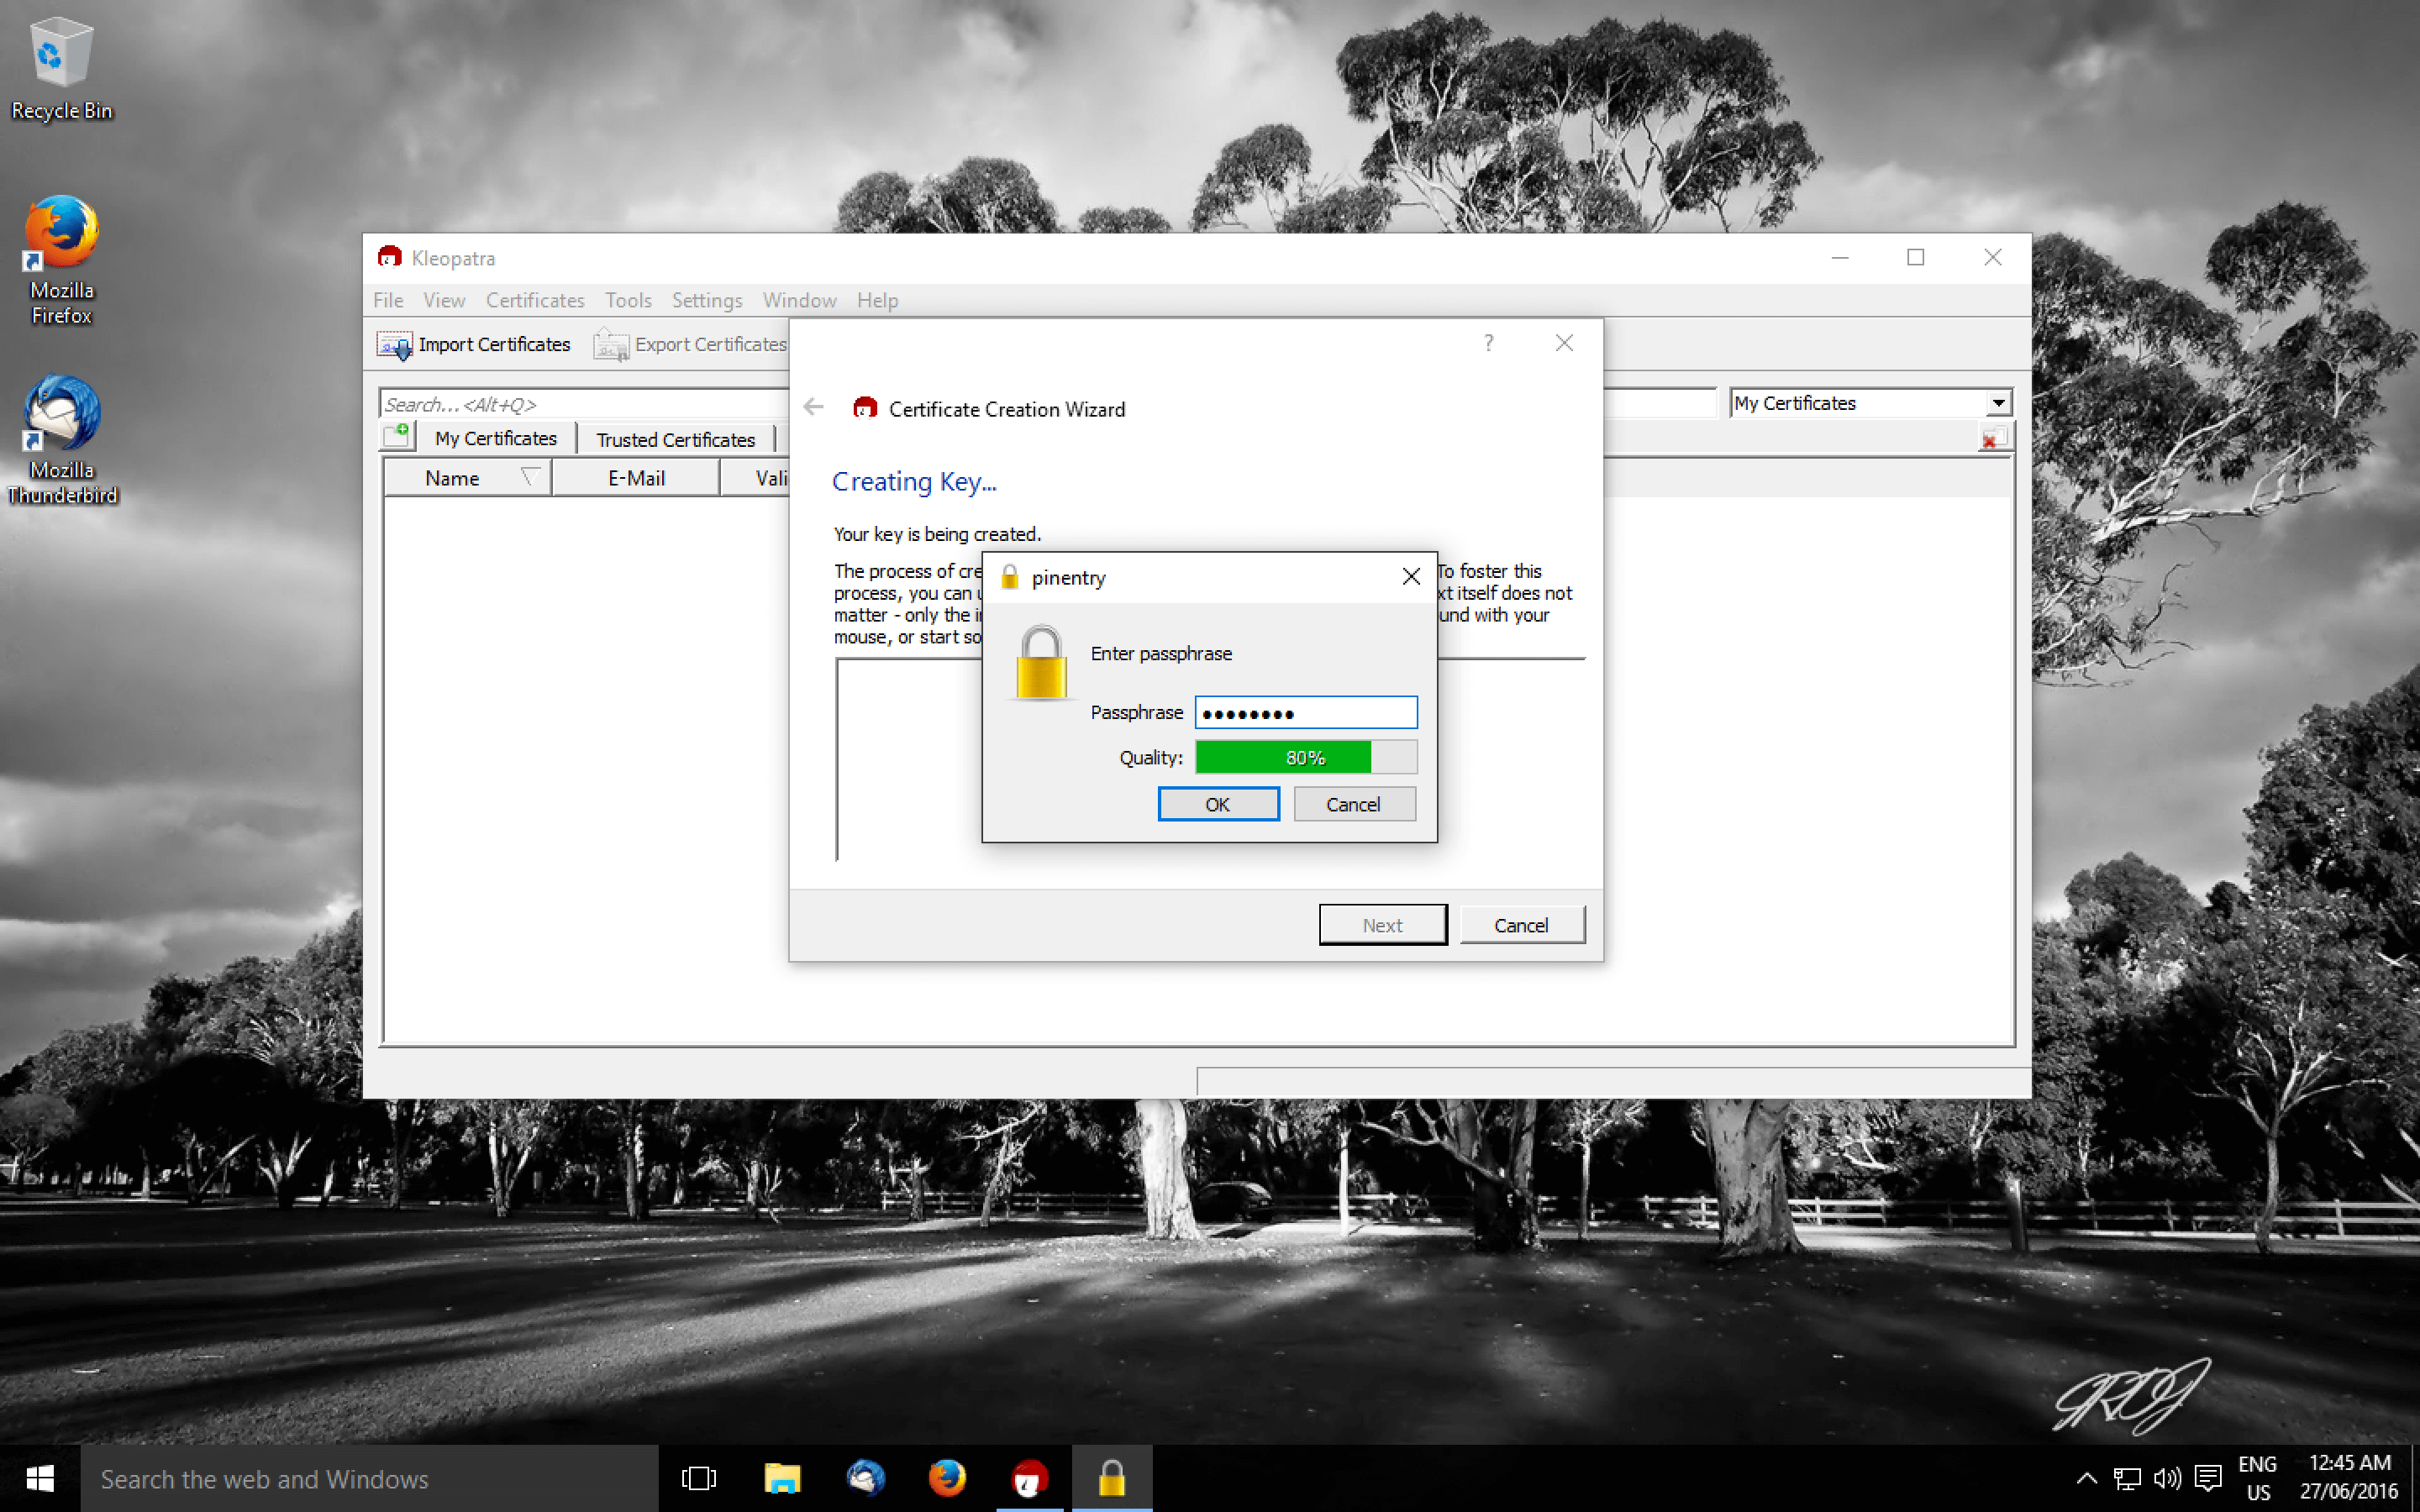 Recycle Bin
Mozilla
Firefox
Mozilla
Thunderbird
Kleopatra
File View Certificates Tools Settings Window Help
Import Certificates Export Certificates
Search...<Alt+Q>
My Certificates
My Certificates Trusted Certificates
Name E-Mail Vali
? 
Certificate Creation Wizard
Creating Key...
Your key is being created.
The process of cre To foster this
process, you can u xt itself does not
matter - only the i und with your
mouse, or start so
pinentry
Enter passphrase
Passphrase ●●●●●●●●
Quality: 80%
OK Cancel
Next Cancel
JRDJ
Search the web and Windows
ENG
US
12:45 AM
27/06/2016